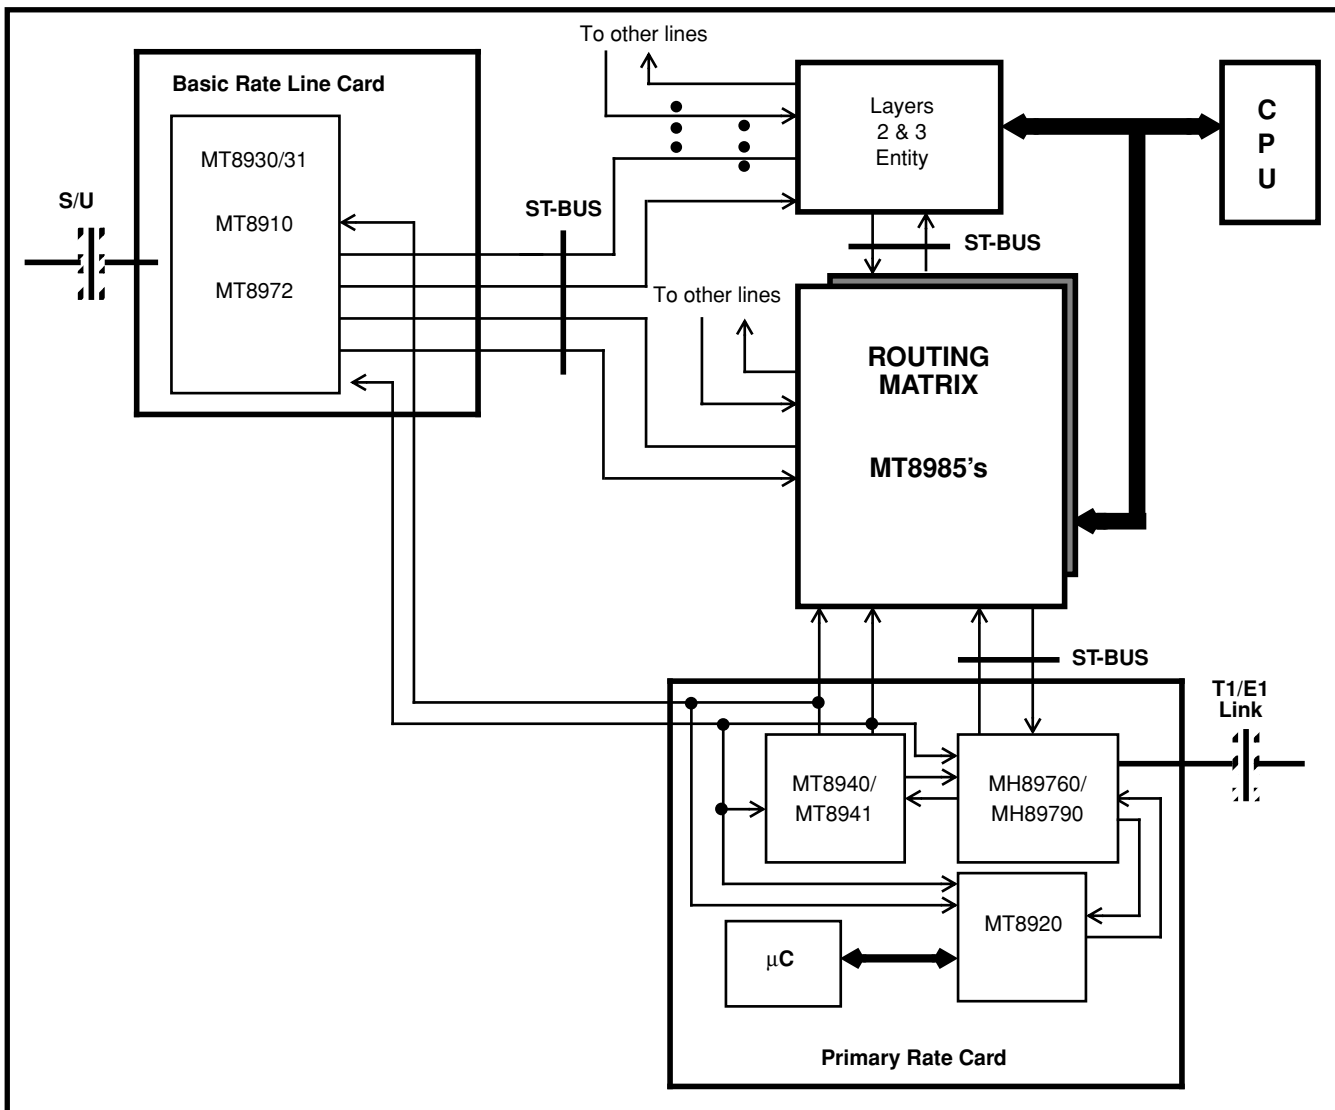 To other lines
Basic Rate Line Card
Layers
2 & 3
Entity
C
P
U
MT8930/31
S/U
ST-BUS
MT8910
ST-BUS
MT8972
To other lines
ROUTING
MATRIX
MT8985's
ST-BUS
T1/E1
Link
MT8940/
MT8941
MH89760/
MH89790
MT8920
μC
Primary Rate Card